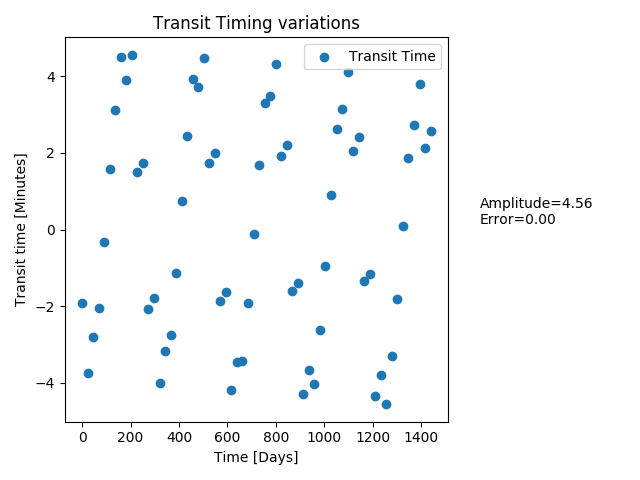 Transit Timing variations
Transit Time
4
2
0
−2
−4
Transit time [Minutes]
Amplitude=4.56
Error=0.00
0 200 400 600 800 1000 1200 1400
Time [Days]